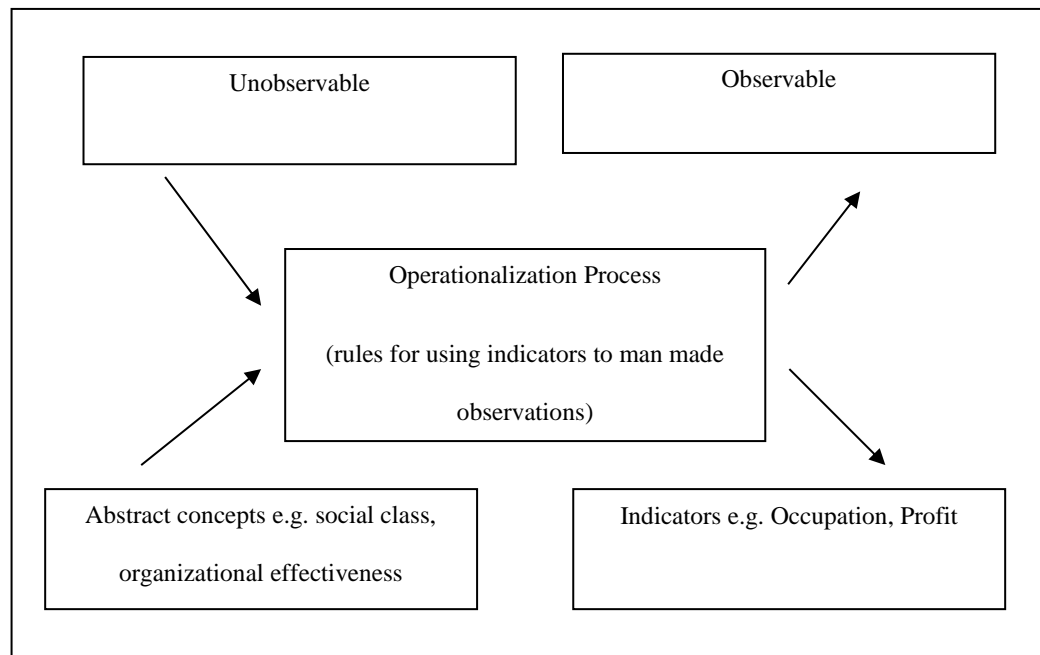 Unobservable
Observable
Operationalization Process
(rules for using indicators to man made
observations)
Abstract concepts e.g. social class,
organizational effectiveness
Indicators e.g. Occupation, Profit